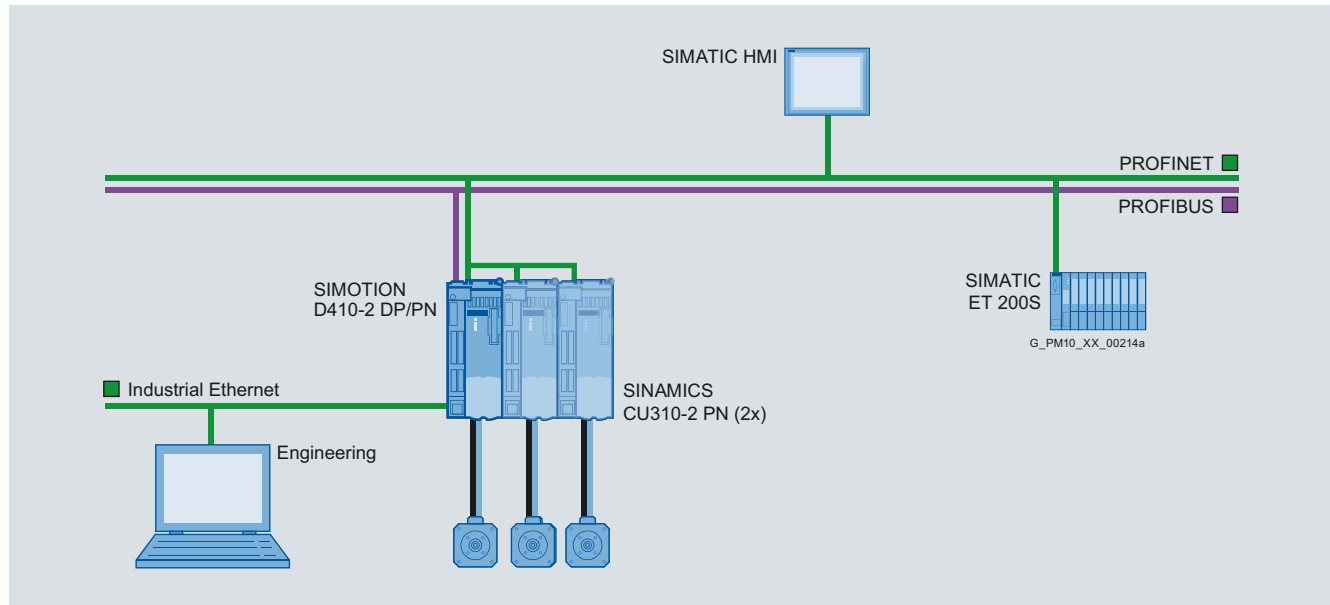 SIMATIC HMI
PROFINET
PROFIBUS
SIMOTION
D410-2 DP/PN
SIMATIC
ET 200S
G_PM10_XX_00214a
Industrial Ethernet
SINAMICS
CU310-2 PN (2x)
Engineering